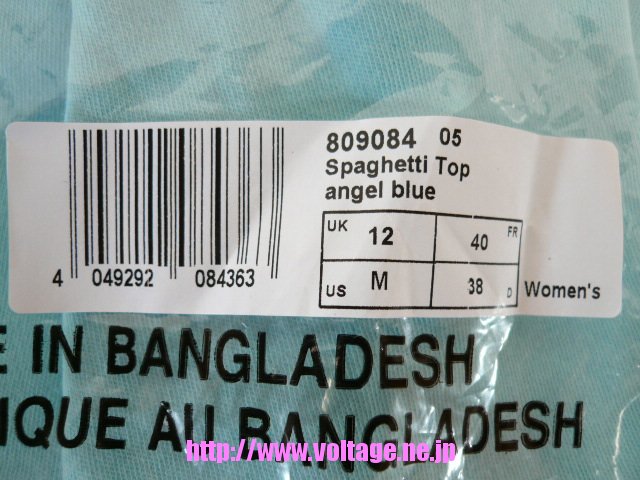 809084 05
Spaghetti Top
angel blue
UK 12 40 FR
US M 38 D Women's
4 049292 084363
E IN BANGLADESH
IQUE AU BANGLADESH
http://www.voltage.ne.jp